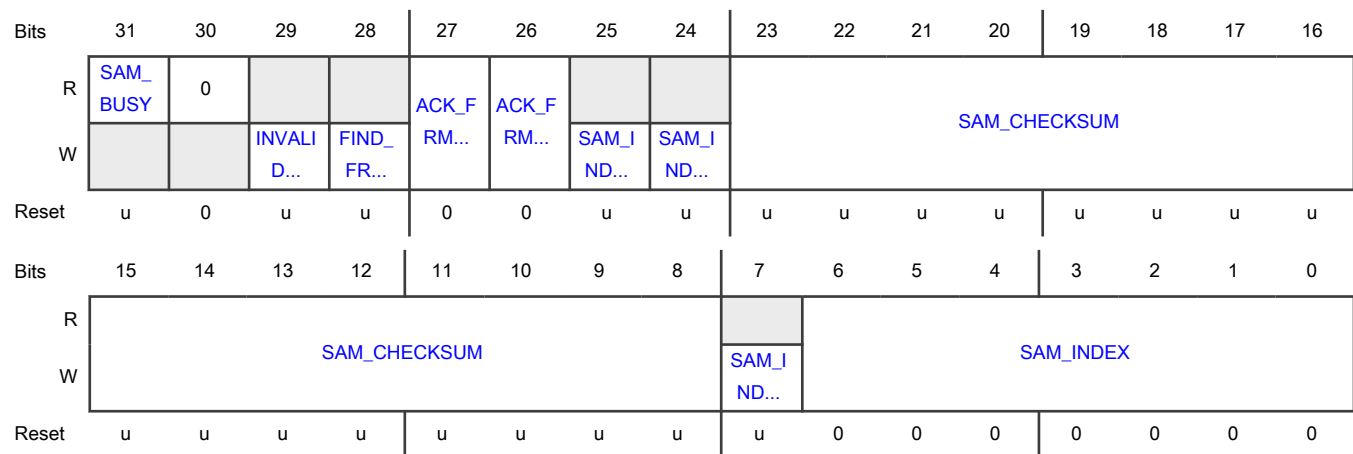 Bits 31 30 29 28 27 26 25 24 23 22 21 20 19 18 17 16
R SAM_ BUSY 0 ACK_F RM... ACK_F RM... SAM_CHECKSUM
W INVALI D... FIND_ FR... SAM_I ND... SAM_I ND...
Reset u 0 u u 0 0 u u u u u u u u u u
Bits 15 14 13 12 11 10 9 8 7 6 5 4 3 2 1 0
R SAM_CHECKSUM SAM_INDEX
W SAM_I ND...
Reset u u u u u u u u u 0 0 0 0 0 0 0